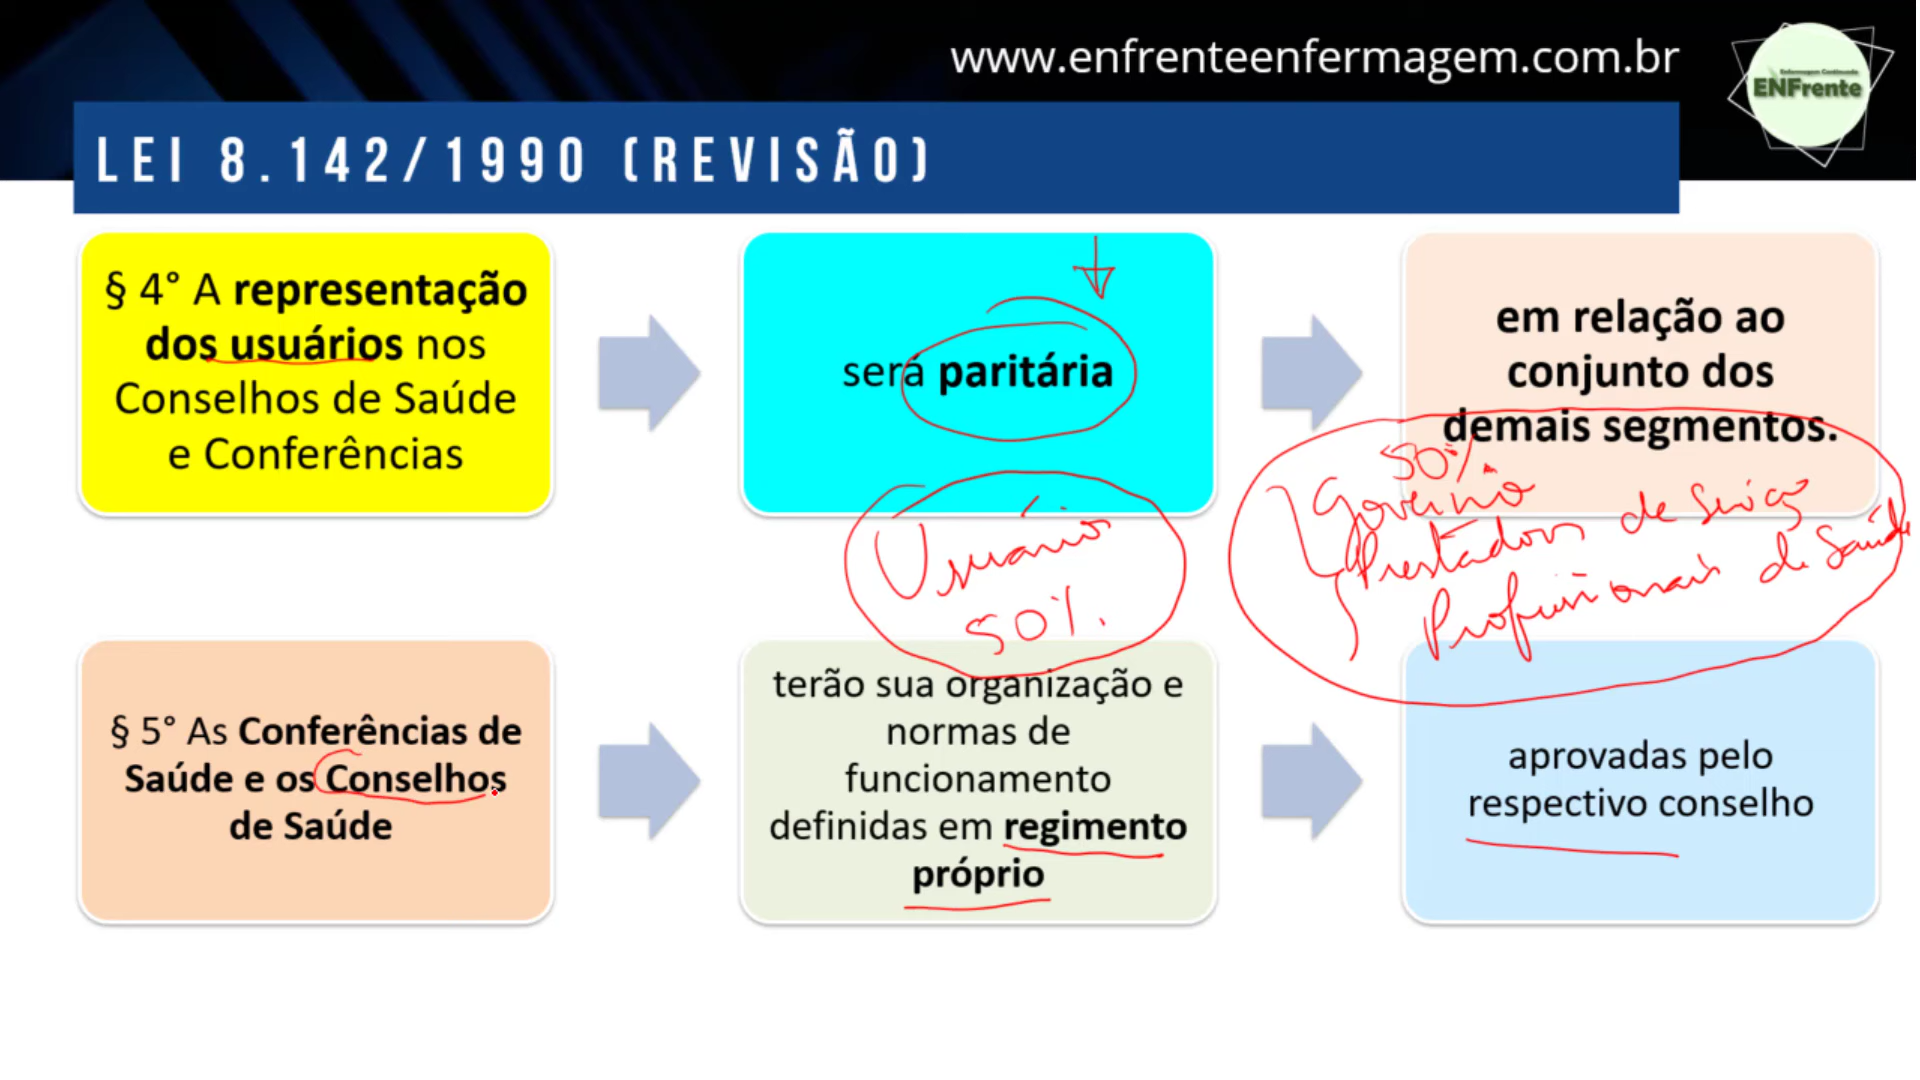 www.enfrenteenfermagem.com.br
Enfermagem Continuada
ENFrente
LEI 8.142/1990 (REVISÃO)
§ 4° A representação
dos usuários nos
Conselhos de Saúde
e Conferências
será paritária
em relação ao
conjunto dos
demais segmentos.
50%
Governo
Prestadores de Serviço
Profissionais de Saúde
Usuários
50%.
§ 5° As Conferências de
Saúde e os Conselhos
de Saúde
terão sua organização e
normas de
funcionamento
definidas em regimento
próprio
aprovadas pelo
respectivo conselho